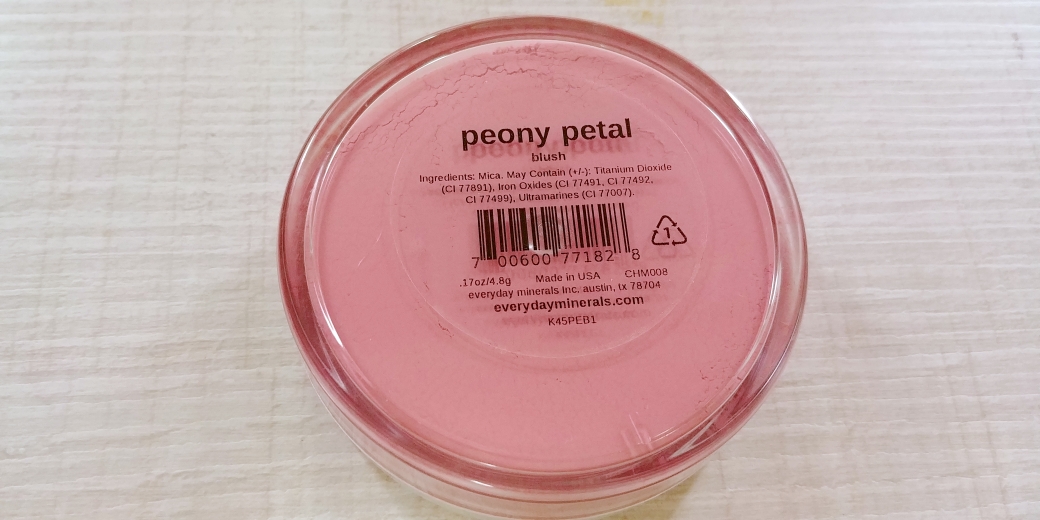 peony petal
blush
Ingredients: Mica. May Contain (+/-): Titanium Dioxide
(CI 77891), Iron Oxides (CI 77491, CI 77492,
CI 77499), Ultramarines (CI 77007).
1
7 00600 77182 8
.17oz/4.8g Made in USA CHM008
everyday minerals Inc. austin, tx 78704
everydayminerals.com
K45PEB1